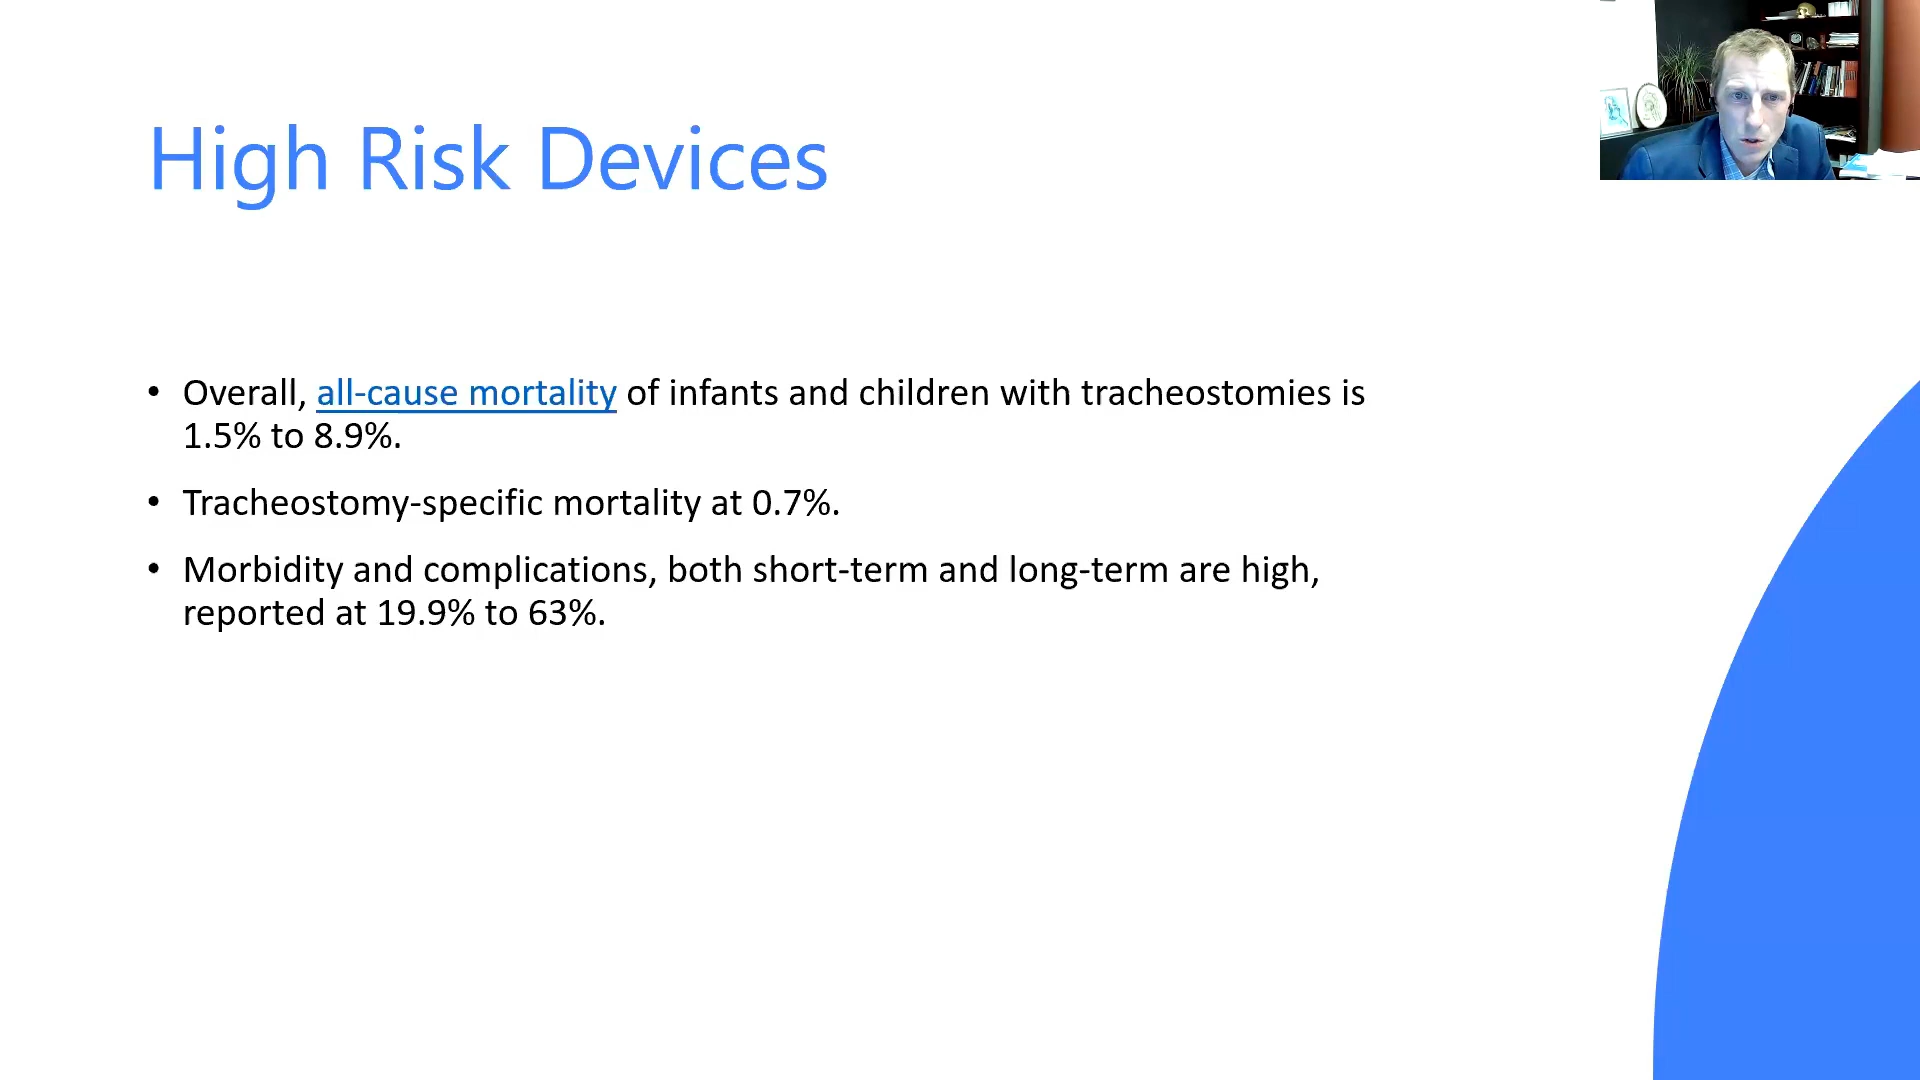 High Risk Devices
• Overall, all-cause mortality of infants and children with tracheostomies is
1.5% to 8.9%.
• Tracheostomy-specific mortality at 0.7%.
• Morbidity and complications, both short-term and long-term are high,
reported at 19.9% to 63%.